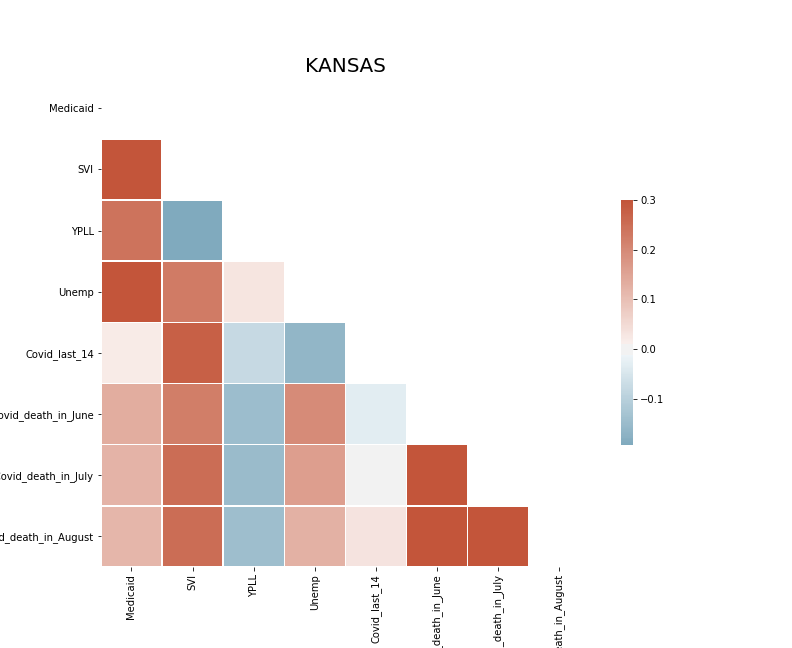 KANSAS
Medicaid
SVI
YPLL
Unemp
Covid_last_14
ovid_death_in_June
Covid_death_in_July
d_death_in_August
0.3
0.2
0.1
0.0
−0.1
Medicaid
SVI
YPLL
Unemp
Covid_last_14
_death_in_June
_death_in_July
eath_in_August